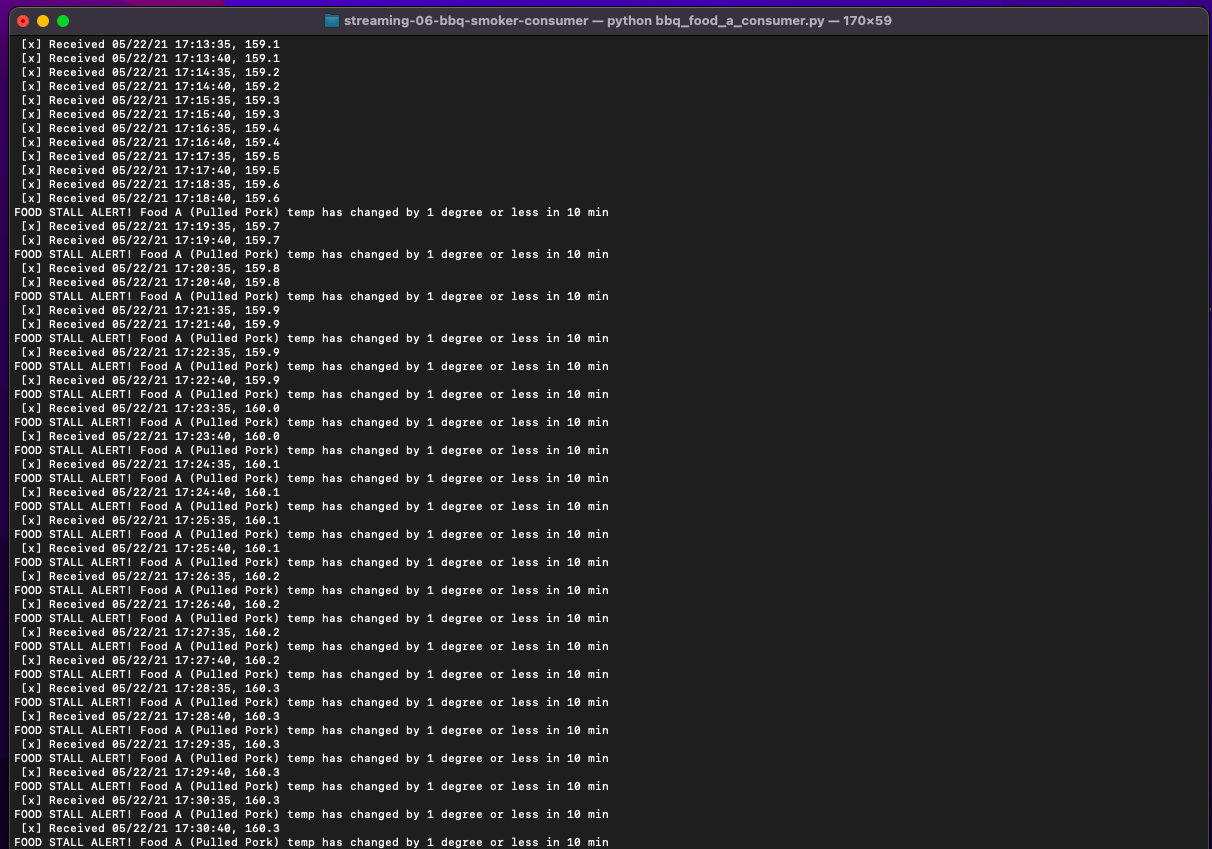 streaming-06-bbq-smoker-consumer — python bbq_food_a_consumer.py — 170×59
[x] Received 05/22/21 17:13:35, 159.1
[x] Received 05/22/21 17:13:40, 159.1
[x] Received 05/22/21 17:14:35, 159.2
[x] Received 05/22/21 17:14:40, 159.2
[x] Received 05/22/21 17:15:35, 159.3
[x] Received 05/22/21 17:15:40, 159.3
[x] Received 05/22/21 17:16:35, 159.4
[x] Received 05/22/21 17:16:40, 159.4
[x] Received 05/22/21 17:17:35, 159.5
[x] Received 05/22/21 17:17:40, 159.5
[x] Received 05/22/21 17:18:35, 159.6
[x] Received 05/22/21 17:18:40, 159.6
FOOD STALL ALERT! Food A (Pulled Pork) temp has changed by 1 degree or less in 10 min
[x] Received 05/22/21 17:19:35, 159.7
[x] Received 05/22/21 17:19:40, 159.7
FOOD STALL ALERT! Food A (Pulled Pork) temp has changed by 1 degree or less in 10 min
[x] Received 05/22/21 17:20:35, 159.8
[x] Received 05/22/21 17:20:40, 159.8
FOOD STALL ALERT! Food A (Pulled Pork) temp has changed by 1 degree or less in 10 min
[x] Received 05/22/21 17:21:35, 159.9
[x] Received 05/22/21 17:21:40, 159.9
FOOD STALL ALERT! Food A (Pulled Pork) temp has changed by 1 degree or less in 10 min
[x] Received 05/22/21 17:22:35, 159.9
FOOD STALL ALERT! Food A (Pulled Pork) temp has changed by 1 degree or less in 10 min
[x] Received 05/22/21 17:22:40, 159.9
FOOD STALL ALERT! Food A (Pulled Pork) temp has changed by 1 degree or less in 10 min
[x] Received 05/22/21 17:23:35, 160.0
FOOD STALL ALERT! Food A (Pulled Pork) temp has changed by 1 degree or less in 10 min
[x] Received 05/22/21 17:23:40, 160.0
FOOD STALL ALERT! Food A (Pulled Pork) temp has changed by 1 degree or less in 10 min
[x] Received 05/22/21 17:24:35, 160.1
FOOD STALL ALERT! Food A (Pulled Pork) temp has changed by 1 degree or less in 10 min
[x] Received 05/22/21 17:24:40, 160.1
FOOD STALL ALERT! Food A (Pulled Pork) temp has changed by 1 degree or less in 10 min
[x] Received 05/22/21 17:25:35, 160.1
FOOD STALL ALERT! Food A (Pulled Pork) temp has changed by 1 degree or less in 10 min
[x] Received 05/22/21 17:25:40, 160.1
FOOD STALL ALERT! Food A (Pulled Pork) temp has changed by 1 degree or less in 10 min
[x] Received 05/22/21 17:26:35, 160.2
FOOD STALL ALERT! Food A (Pulled Pork) temp has changed by 1 degree or less in 10 min
[x] Received 05/22/21 17:26:40, 160.2
FOOD STALL ALERT! Food A (Pulled Pork) temp has changed by 1 degree or less in 10 min
[x] Received 05/22/21 17:27:35, 160.2
FOOD STALL ALERT! Food A (Pulled Pork) temp has changed by 1 degree or less in 10 min
[x] Received 05/22/21 17:27:40, 160.2
FOOD STALL ALERT! Food A (Pulled Pork) temp has changed by 1 degree or less in 10 min
[x] Received 05/22/21 17:28:35, 160.3
FOOD STALL ALERT! Food A (Pulled Pork) temp has changed by 1 degree or less in 10 min
[x] Received 05/22/21 17:28:40, 160.3
FOOD STALL ALERT! Food A (Pulled Pork) temp has changed by 1 degree or less in 10 min
[x] Received 05/22/21 17:29:35, 160.3
FOOD STALL ALERT! Food A (Pulled Pork) temp has changed by 1 degree or less in 10 min
[x] Received 05/22/21 17:29:40, 160.3
FOOD STALL ALERT! Food A (Pulled Pork) temp has changed by 1 degree or less in 10 min
[x] Received 05/22/21 17:30:35, 160.3
FOOD STALL ALERT! Food A (Pulled Pork) temp has changed by 1 degree or less in 10 min
[x] Received 05/22/21 17:30:40, 160.3
FOOD STALL ALERT! Food A (Pulled Pork) temp has changed by 1 degree or less in 10 min